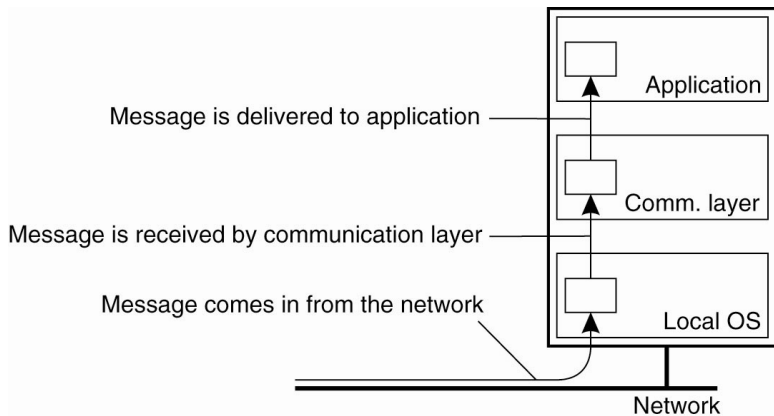 Application
Message is delivered to application
Comm. layer
Message is received by communication layer
Message comes in from the network
Local OS
Network